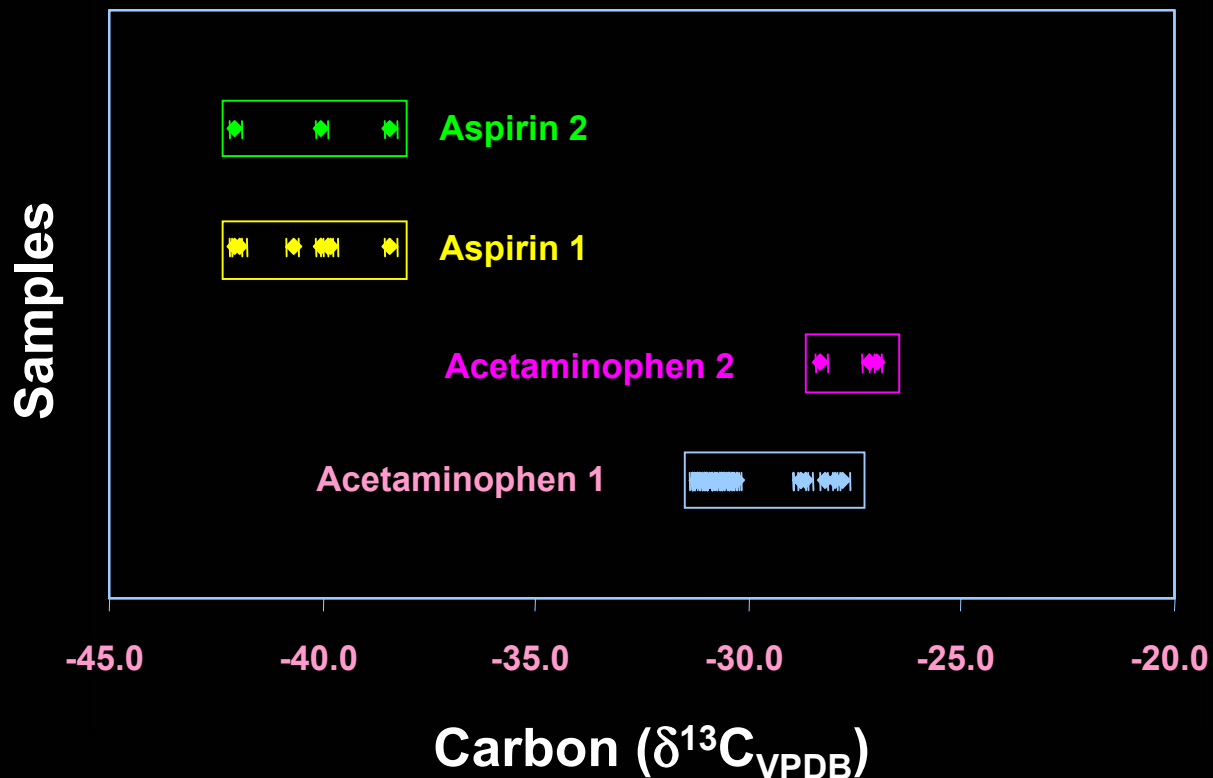 Aspirin 2
Aspirin 1
Acetaminophen 2
Acetaminophen 1
Samples
-45.0 -40.0 -35.0 -30.0 -25.0 -20.0
Carbon (δ¹³C_VPDB)